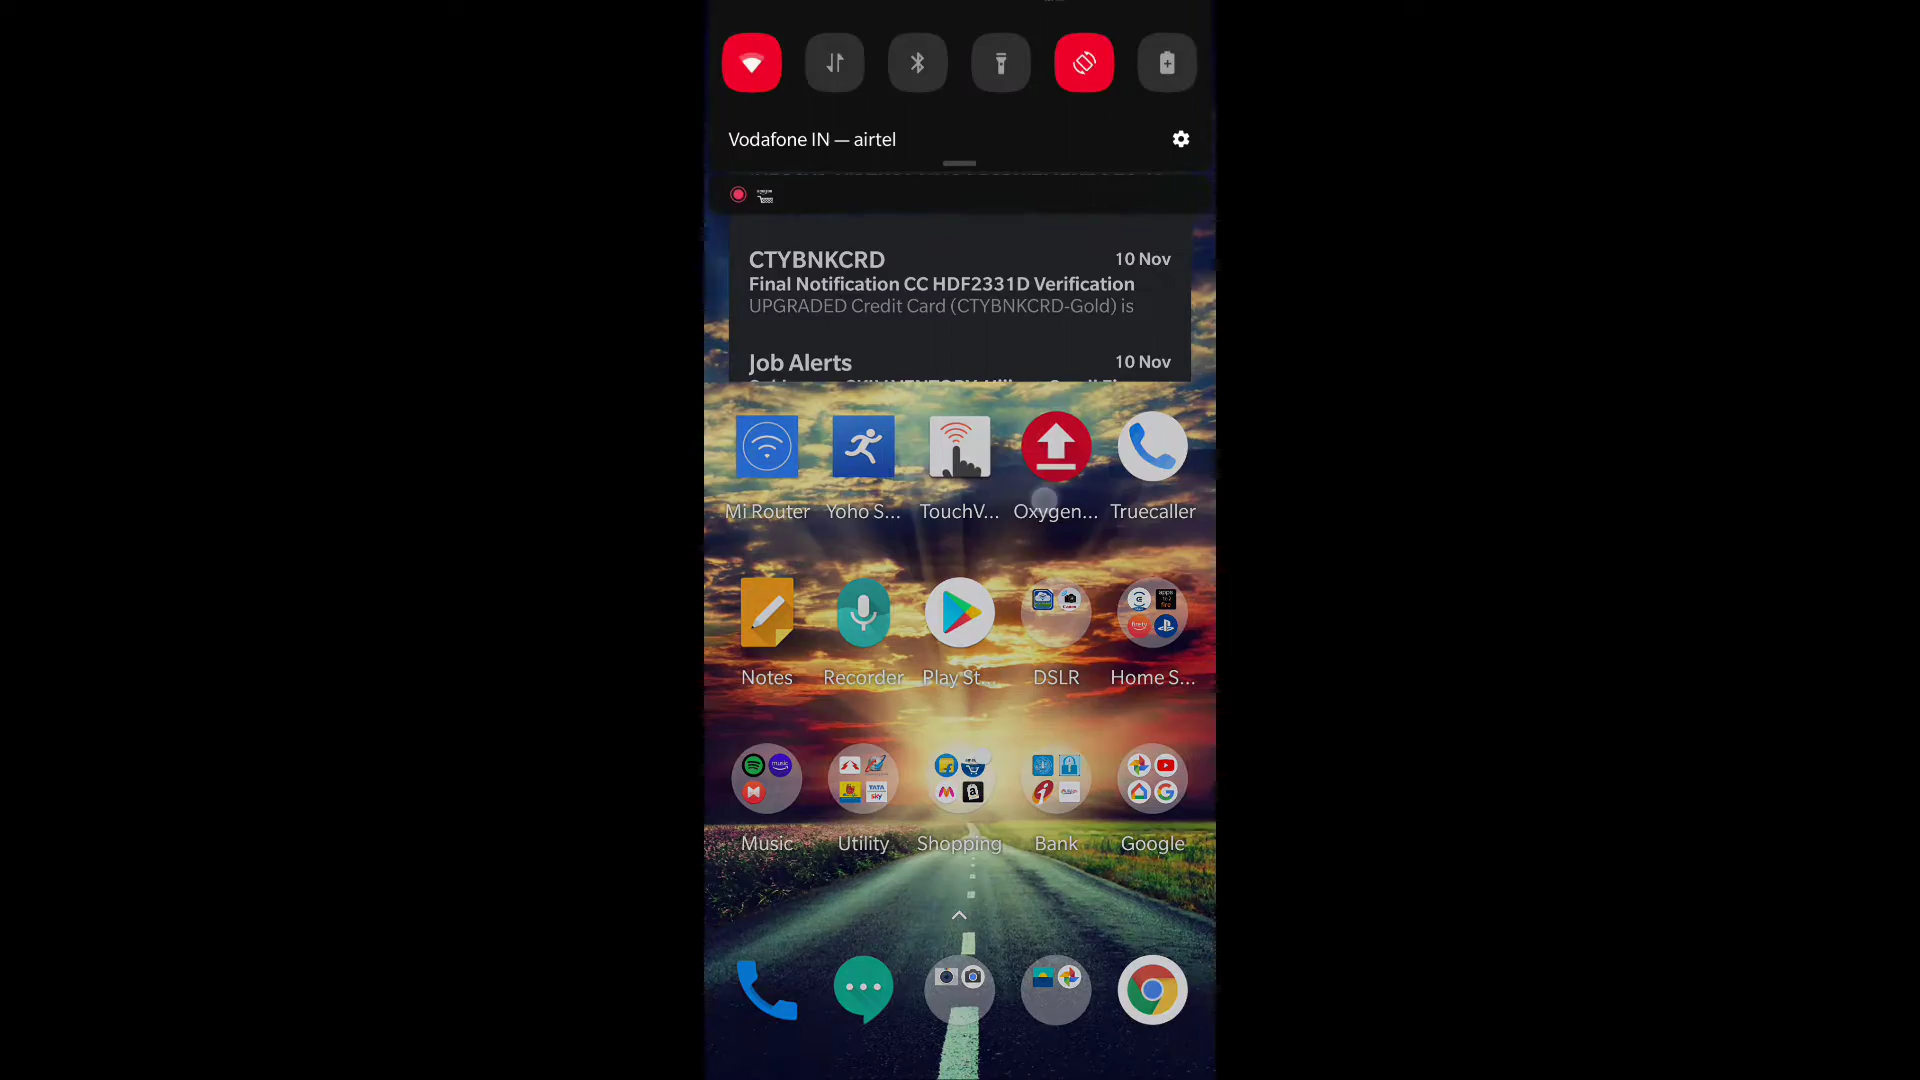 Vodafone IN — airtel
CTYBNKCRD 10 Nov
Final Notification CC HDF2331D Verification
UPGRADED Credit Card (CTYBNKCRD-Gold) is
Job Alerts 10 Nov
Mi Router Yoho S... TouchV... Oxygen... Truecaller
Notes Recorder Play St... DSLR Home S...
Music Utility Shopping Bank Google